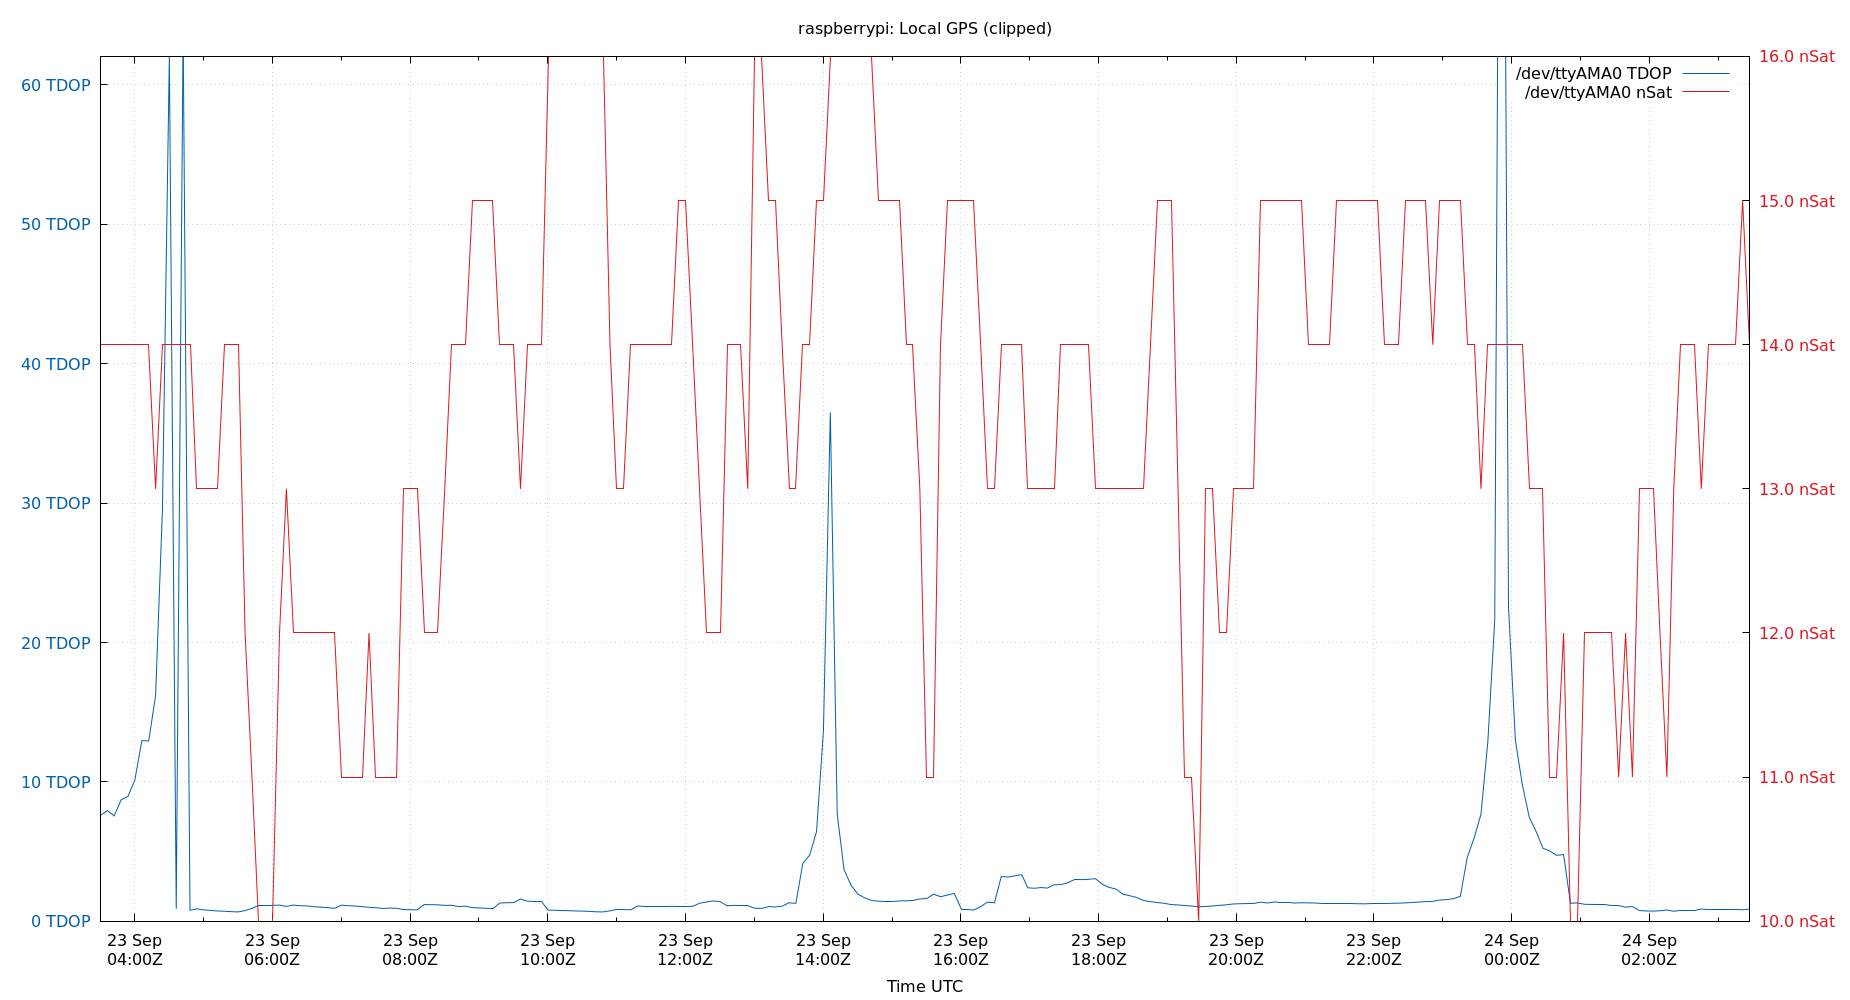 raspberrypi: Local GPS (clipped)
/dev/ttyAMA0 TDOP
/dev/ttyAMA0 nSat
60 TDOP
50 TDOP
40 TDOP
30 TDOP
20 TDOP
10 TDOP
0 TDOP
16.0 nSat
15.0 nSat
14.0 nSat
13.0 nSat
12.0 nSat
11.0 nSat
10.0 nSat
23 Sep
04:00Z
23 Sep
06:00Z
23 Sep
08:00Z
23 Sep
10:00Z
23 Sep
12:00Z
23 Sep
14:00Z
23 Sep
16:00Z
23 Sep
18:00Z
23 Sep
20:00Z
23 Sep
22:00Z
24 Sep
00:00Z
24 Sep
02:00Z
Time UTC